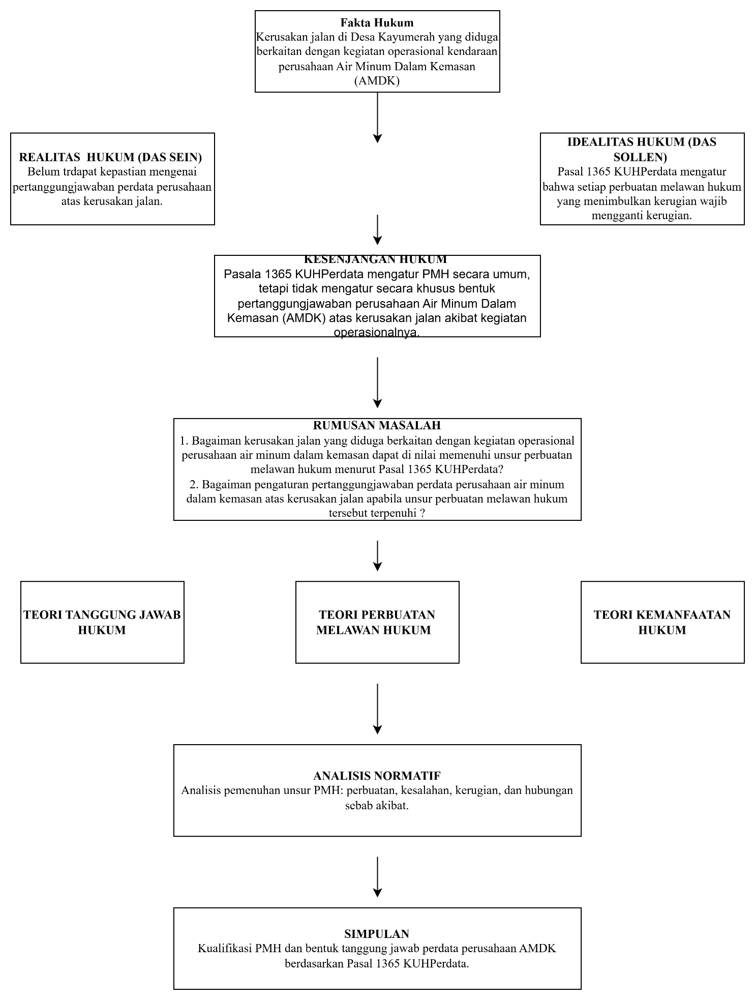 Fakta Hukum
Kerusakan jalan di Desa Kayumerah yang diduga
berkaitan dengan kegiatan operasional kendaraan
perusahaan Air Minum Dalam Kemasan
(AMDK)
REALITAS  HUKUM (DAS SEIN)
Belum trdapat kepastian mengenai
pertanggungjawaban perdata perusahaan
atas kerusakan jalan.
IDEALITAS HUKUM (DAS
SOLLEN)
Pasal 1365 KUHPerdata mengatur
bahwa setiap perbuatan melawan hukum
yang menimbulkan kerugian wajib
mengganti kerugian.
KESENJANGAN HUKUM
Pasala 1365 KUHPerdata mengatur PMH secara umum,
tetapi tidak mengatur secara khusus bentuk
pertanggungjawaban perusahaan Air Minum Dalam
Kemasan (AMDK) atas kerusakan jalan akibat kegiatan
operasionalnya.
RUMUSAN MASALAH
1. Bagaiman kerusakan jalan yang diduga berkaitan dengan kegiatan operasional
perusahaan air minum dalam kemasan dapat di nilai memenuhi unsur perbuatan
melawan hukum menurut Pasal 1365 KUHPerdata?
2. Bagaiman pengaturan pertanggungjawaban perdata perusahaan air minum
dalam kemasan atas kerusakan jalan apabila unsur perbuatan melawan hukum
tersebut terpenuhi ?
TEORI TANGGUNG JAWAB
HUKUM
TEORI PERBUATAN
MELAWAN HUKUM
TEORI KEMANFAATAN
HUKUM
ANALISIS NORMATIF
Analisis pemenuhan unsur PMH: perbuatan, kesalahan, kerugian, dan hubungan
sebab akibat.
SIMPULAN
Kualifikasi PMH dan bentuk tanggung jawab perdata perusahaan AMDK
berdasarkan Pasal 1365 KUHPerdata.